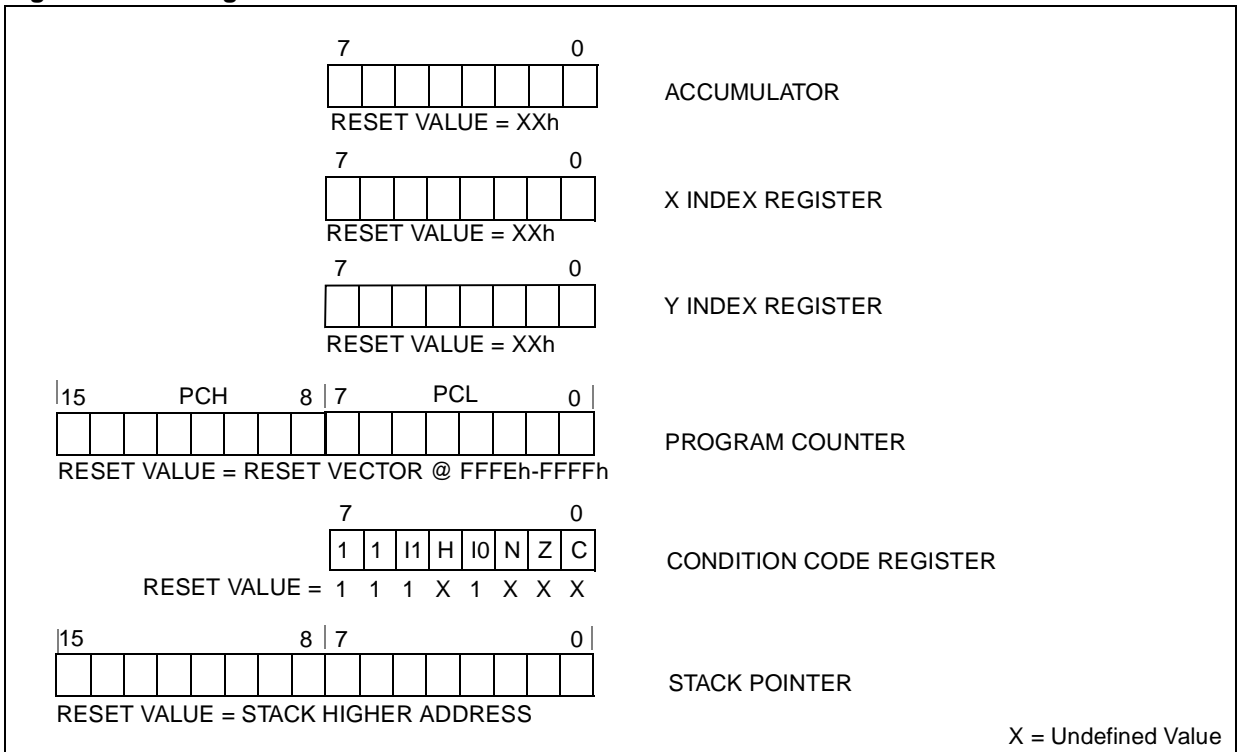 7 0
ACCUMULATOR
RESET VALUE = XXh
7 0
X INDEX REGISTER
RESET VALUE = XXh
7 0
Y INDEX REGISTER
RESET VALUE = XXh
15 PCH 8 7 PCL 0
PROGRAM COUNTER
RESET VALUE = RESET VECTOR @ FFFEh-FFFFh
7 0
1 1 I1 H I0 N Z C
CONDITION CODE REGISTER
RESET VALUE = 1 1 1 X 1 X X X
15 8 7 0
STACK POINTER
RESET VALUE = STACK HIGHER ADDRESS
X = Undefined Value